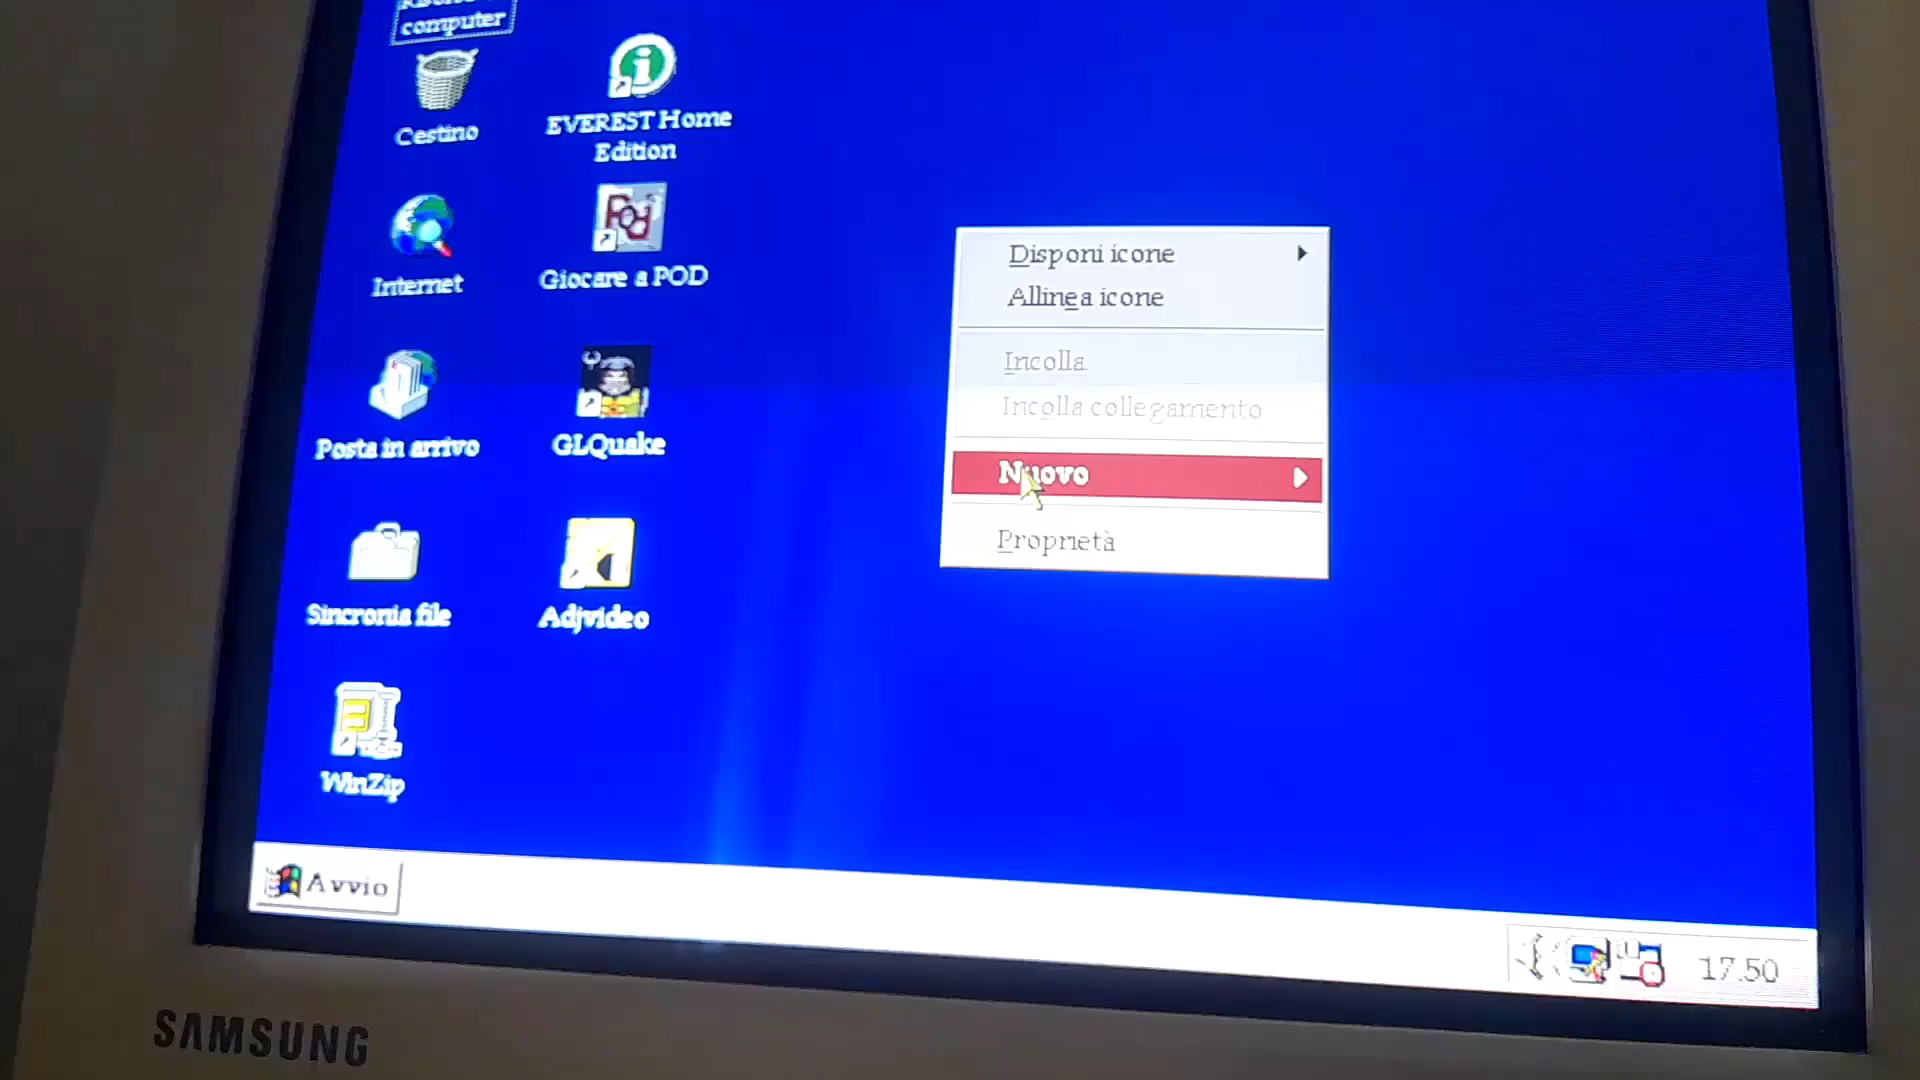 computer
Cestino
EVEREST Home
Edition
Internet
Giocare a POD
Posta in arrivo
GLQuake
Sincronia file
Adjvideo
WinZip
Disponi icone
Allinea icone
Incolla
Incolla collegamento
Nuovo
Proprietà
Avvio
17.50
SAMSUNG